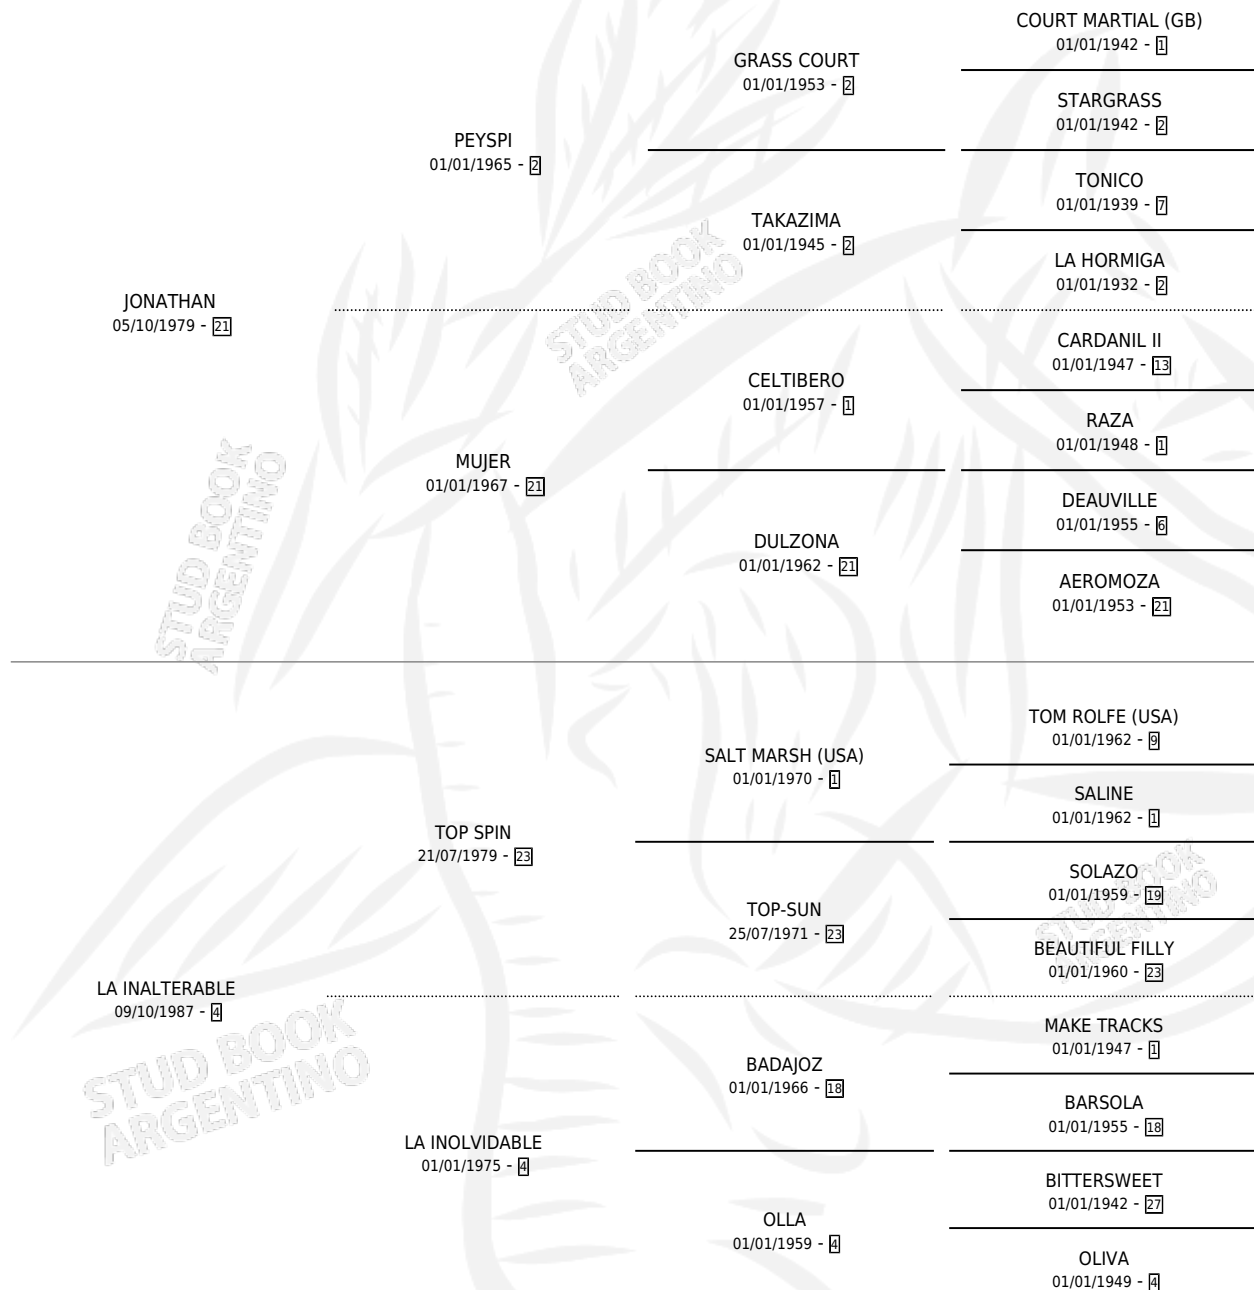 COURT MARTIAL (GB)
01/01/1942 - 1
GRASS COURT
01/01/1953 - 2
STARGRASS
01/01/1942 - 2
PEYSPI
01/01/1965 - 2
TONICO
01/01/1939 - 7
TAKAZIMA
01/01/1945 - 2
LA HORMIGA
01/01/1932 - 2
JONATHAN
05/10/1979 - 21
CARDANIL II
01/01/1947 - 13
CELTIBERO
01/01/1957 - 1
RAZA
01/01/1948 - 1
MUJER
01/01/1967 - 21
DEAUVILLE
01/01/1955 - 6
DULZONA
01/01/1962 - 21
AEROMOZA
01/01/1953 - 21
STUD BOOK
ARGENTINO
STUD BOOK
ARGENTINO
TOM ROLFE (USA)
01/01/1962 - 9
SALT MARSH (USA)
01/01/1970 - 1
SALINE
01/01/1962 - 1
TOP SPIN
21/07/1979 - 23
SOLAZO
01/01/1959 - 19
TOP-SUN
25/07/1971 - 23
BEAUTIFUL FILLY
01/01/1960 - 23
LA INALTERABLE
09/10/1987 - 4
MAKE TRACKS
01/01/1947 - 1
BADAJOZ
01/01/1966 - 18
BARSOLA
01/01/1955 - 18
LA INOLVIDABLE
01/01/1975 - 4
BITTERSWEET
01/01/1942 - 27
OLLA
01/01/1959 - 4
OLIVA
01/01/1949 - 4
STUD BOOK
ARGENTINO
STUD BOOK
ARGENTINO